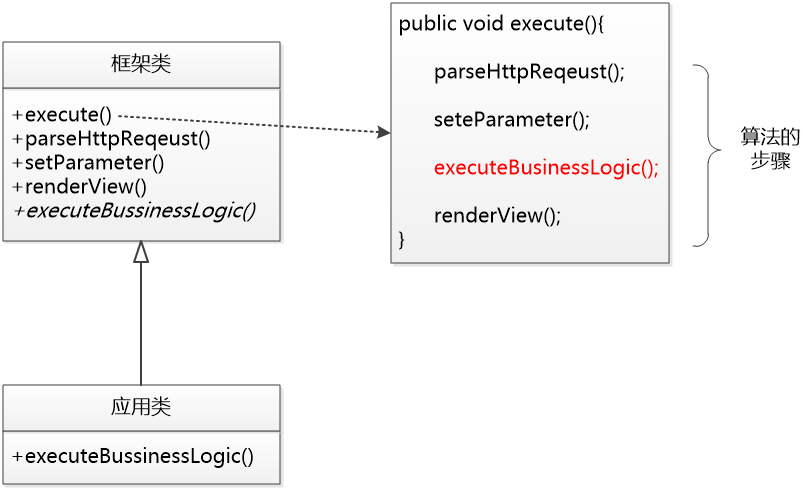 框架类
+execute()
+parseHttpReqeust()
+setParameter()
+renderView()
+executeBussinessLogic()
public void execute(){
parseHttpReqeust();
seteParameter();
executeBusinessLogic();
renderView();
}
算法的
步骤
应用类
+executeBussinessLogic()